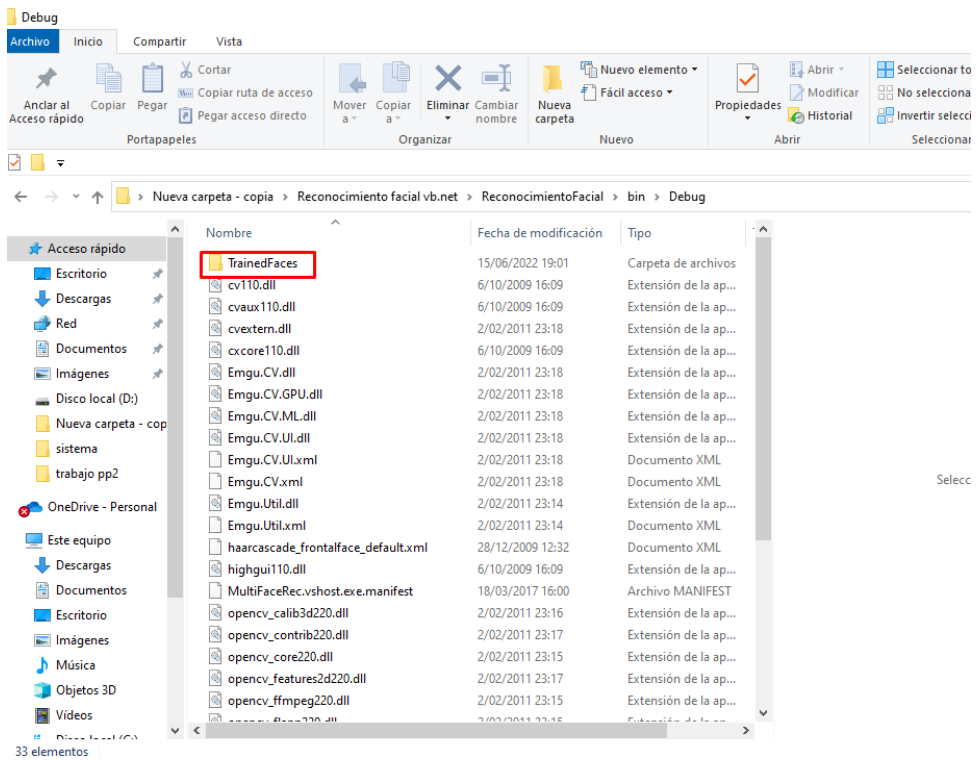 Debug
Archivo Inicio Compartir Vista
Anclar al Acceso rápido
Copiar
Pegar
Cortar
Copiar ruta de acceso
Pegar acceso directo
Portapapeles
Mover a
Copiar a
Eliminar
Cambiar nombre
Organizar
Nueva carpeta
Nuevo elemento
Fácil acceso
Nuevo
Propiedades
Abrir
Modificar
Historial
Abrir
Seleccionar to
No selecciona
Invertir selecci
Seleccionar
Nueva carpeta - copia > Reconocimiento facial vb.net > ReconocimientoFacial > bin > Debug
Acceso rápido
Escritorio
Descargas
Red
Documentos
Imágenes
Disco local (D:)
Nueva carpeta - cop
sistema
trabajo pp2
OneDrive - Personal
Este equipo
Descargas
Documentos
Escritorio
Imágenes
Música
Objetos 3D
Vídeos
Nombre Fecha de modificación Tipo
TrainedFaces 15/06/2022 19:01 Carpeta de archivos
cv110.dll 6/10/2009 16:09 Extensión de la ap...
cvaux110.dll 6/10/2009 16:09 Extensión de la ap...
cvextern.dll 2/02/2011 23:18 Extensión de la ap...
cxcore110.dll 6/10/2009 16:09 Extensión de la ap...
Emgu.CV.dll 2/02/2011 23:18 Extensión de la ap...
Emgu.CV.GPU.dll 2/02/2011 23:18 Extensión de la ap...
Emgu.CV.ML.dll 2/02/2011 23:18 Extensión de la ap...
Emgu.CV.UI.dll 2/02/2011 23:18 Extensión de la ap...
Emgu.CV.UI.xml 2/02/2011 23:18 Documento XML
Emgu.CV.xml 2/02/2011 23:18 Documento XML
Emgu.Util.dll 2/02/2011 23:14 Extensión de la ap...
Emgu.Util.xml 2/02/2011 23:14 Documento XML
haarcascade_frontalface_default.xml 28/12/2009 12:32 Documento XML
highgui110.dll 6/10/2009 16:09 Extensión de la ap...
MultiFaceRec.vshost.exe.manifest 18/03/2017 16:00 Archivo MANIFEST
opencv_calib3d220.dll 2/02/2011 23:16 Extensión de la ap...
opencv_contrib220.dll 2/02/2011 23:17 Extensión de la ap...
opencv_core220.dll 2/02/2011 23:15 Extensión de la ap...
opencv_features2d220.dll 2/02/2011 23:17 Extensión de la ap...
opencv_ffmpeg220.dll 2/02/2011 23:15 Extensión de la ap...
Selecc
33 elementos